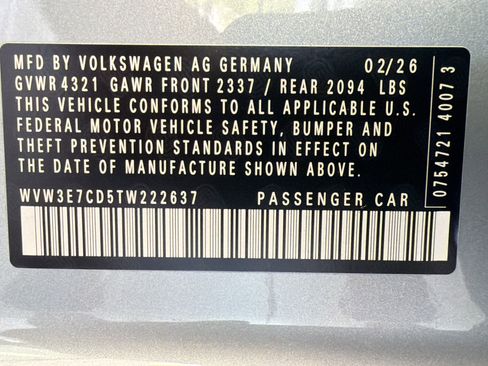 MFD BY VOLKSWAGEN AG GERMANY 02/26
GVWR 4321 GAWR FRONT 2337 / REAR 2094 LBS
THIS VEHICLE CONFORMS TO ALL APPLICABLE U.S.
FEDERAL MOTOR VEHICLE SAFETY, BUMPER AND
THEFT PREVENTION STANDARDS IN EFFECT ON
THE DATE OF MANUFACTURE SHOWN ABOVE.
WVW3E7CD5TW222637 PASSENGER CAR
0754721 4007 3